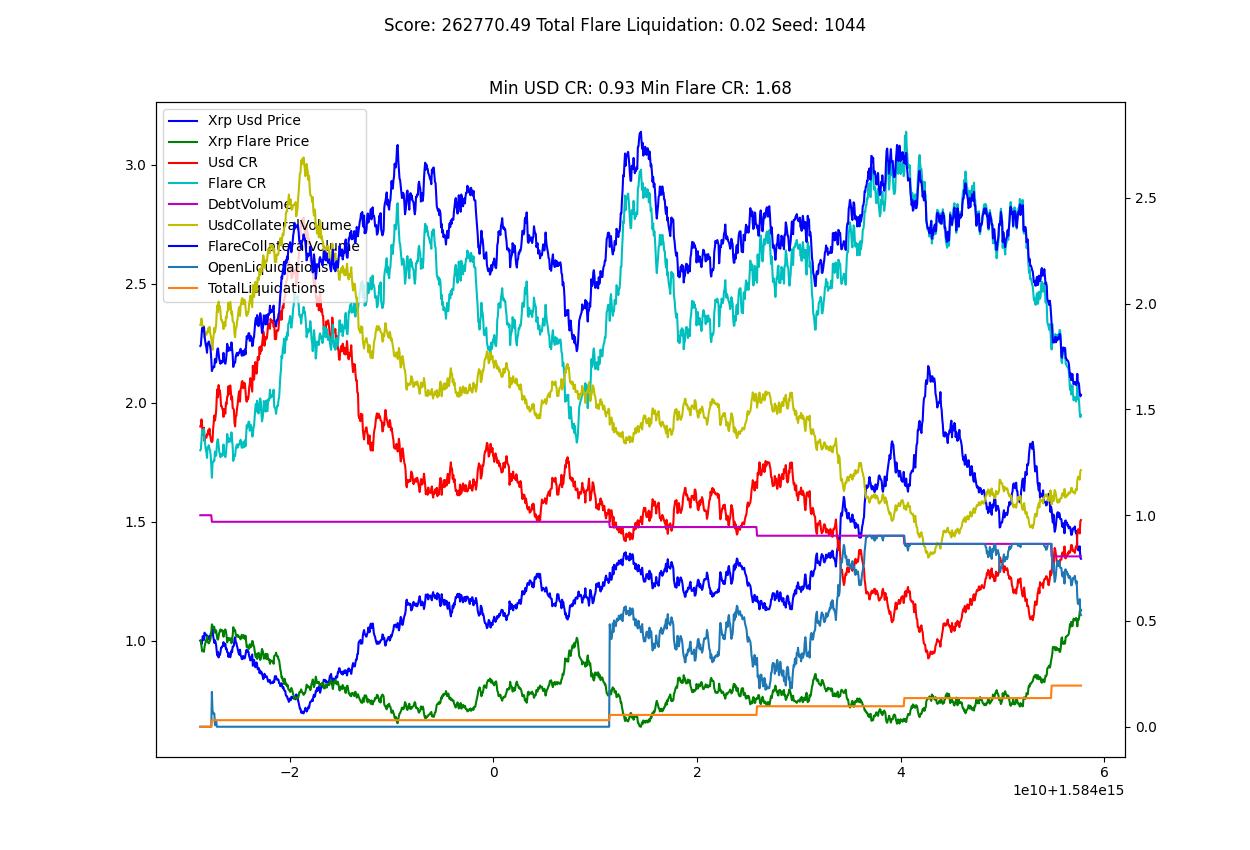 Score: 262770.49 Total Flare Liquidation: 0.02 Seed: 1044
Min USD CR: 0.93 Min Flare CR: 1.68
Xrp Usd Price
Xrp Flare Price
Usd CR
Flare CR
DebtVolume
UsdCollateralVolume
FlareCollateralVolume
OpenLiquidations
TotalLiquidations
3.0
2.5
2.0
1.5
1.0
2.5
2.0
1.5
1.0
0.5
0.0
−2
0
2
4
6
1e10+1.584e15